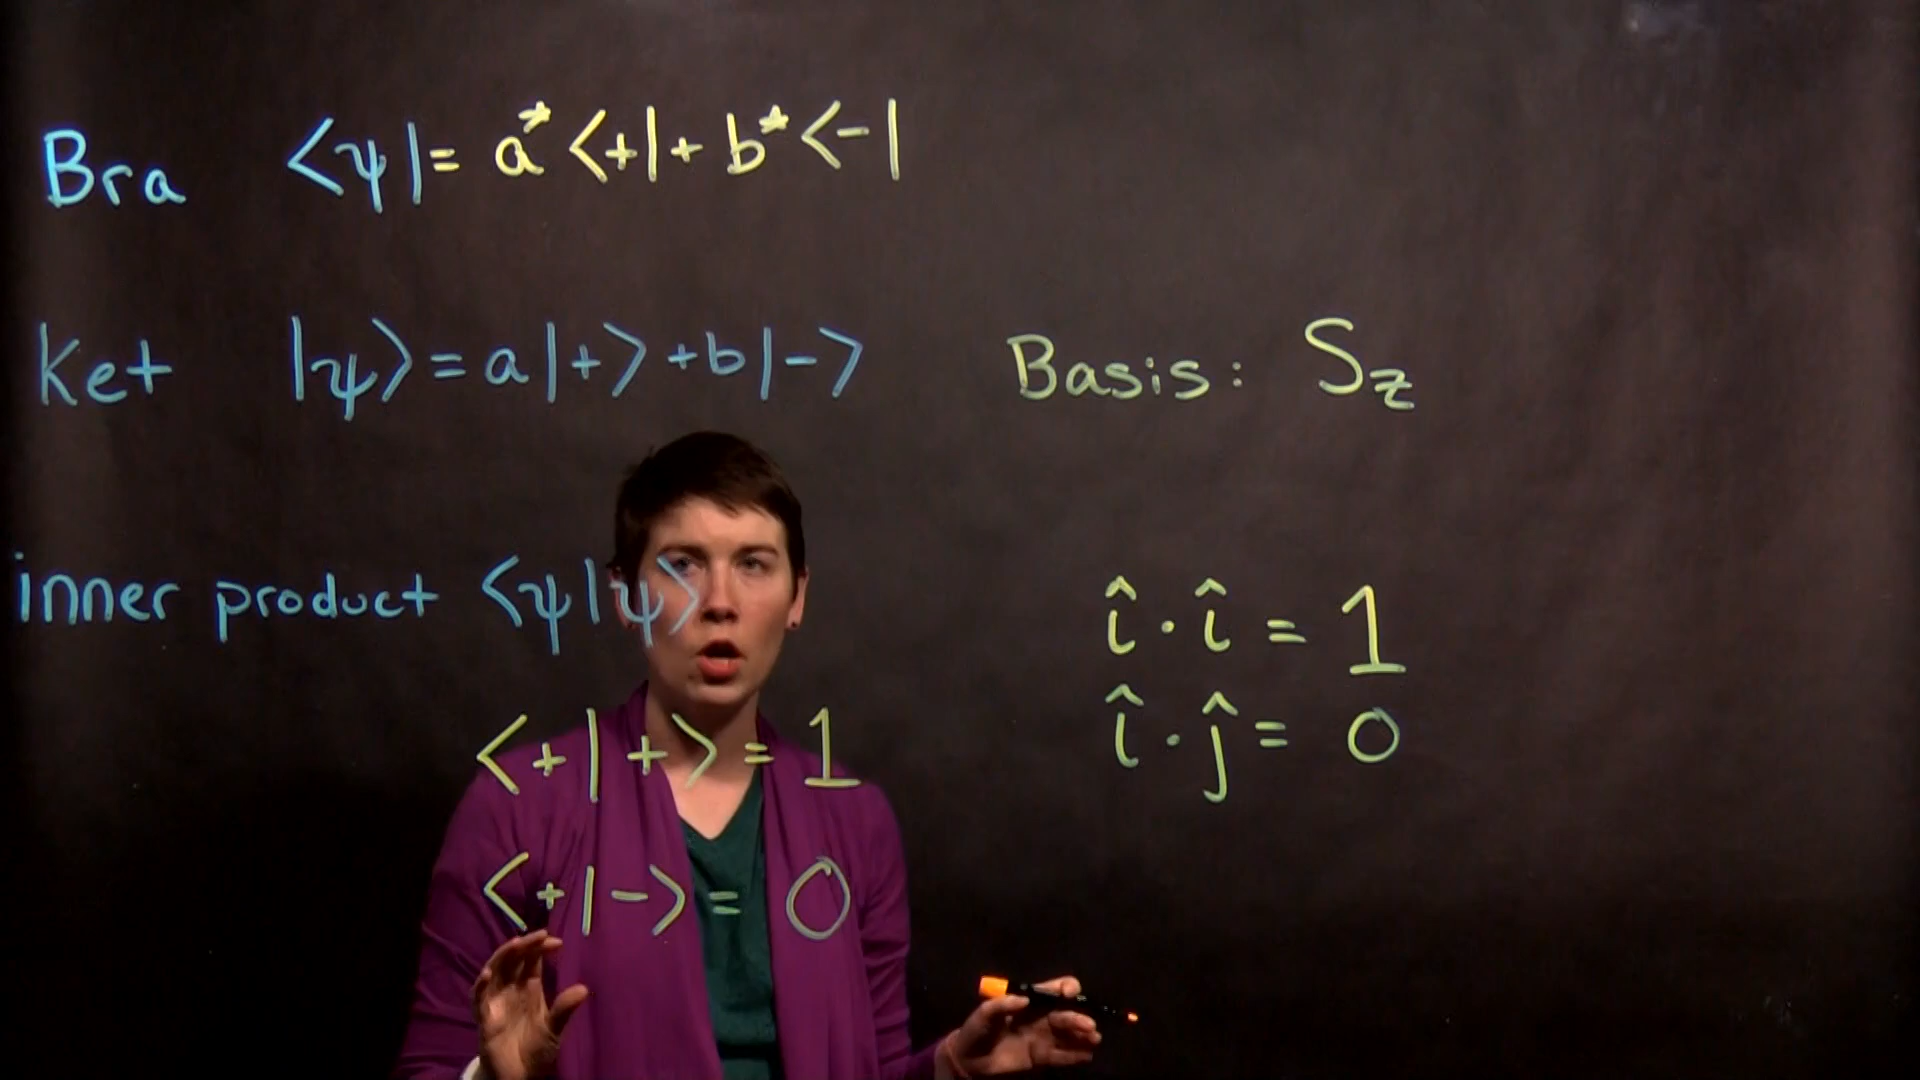 Bra ⟨ψ| = a* ⟨+| + b* ⟨-|
Ket |ψ⟩ = a|+⟩ + b|-⟩
Basis: Sz
inner product ⟨ψ|ψ⟩
î · î = 1
⟨+|+⟩ = 1
î · ĵ = 0
⟨+|-⟩ = 0